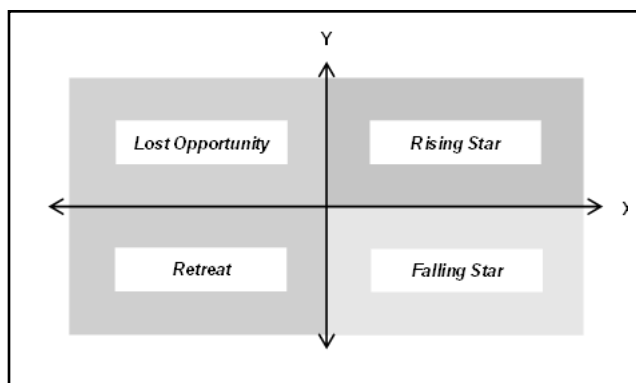 Y
Lost Opportunity
Rising Star
X
Retreat
Falling Star